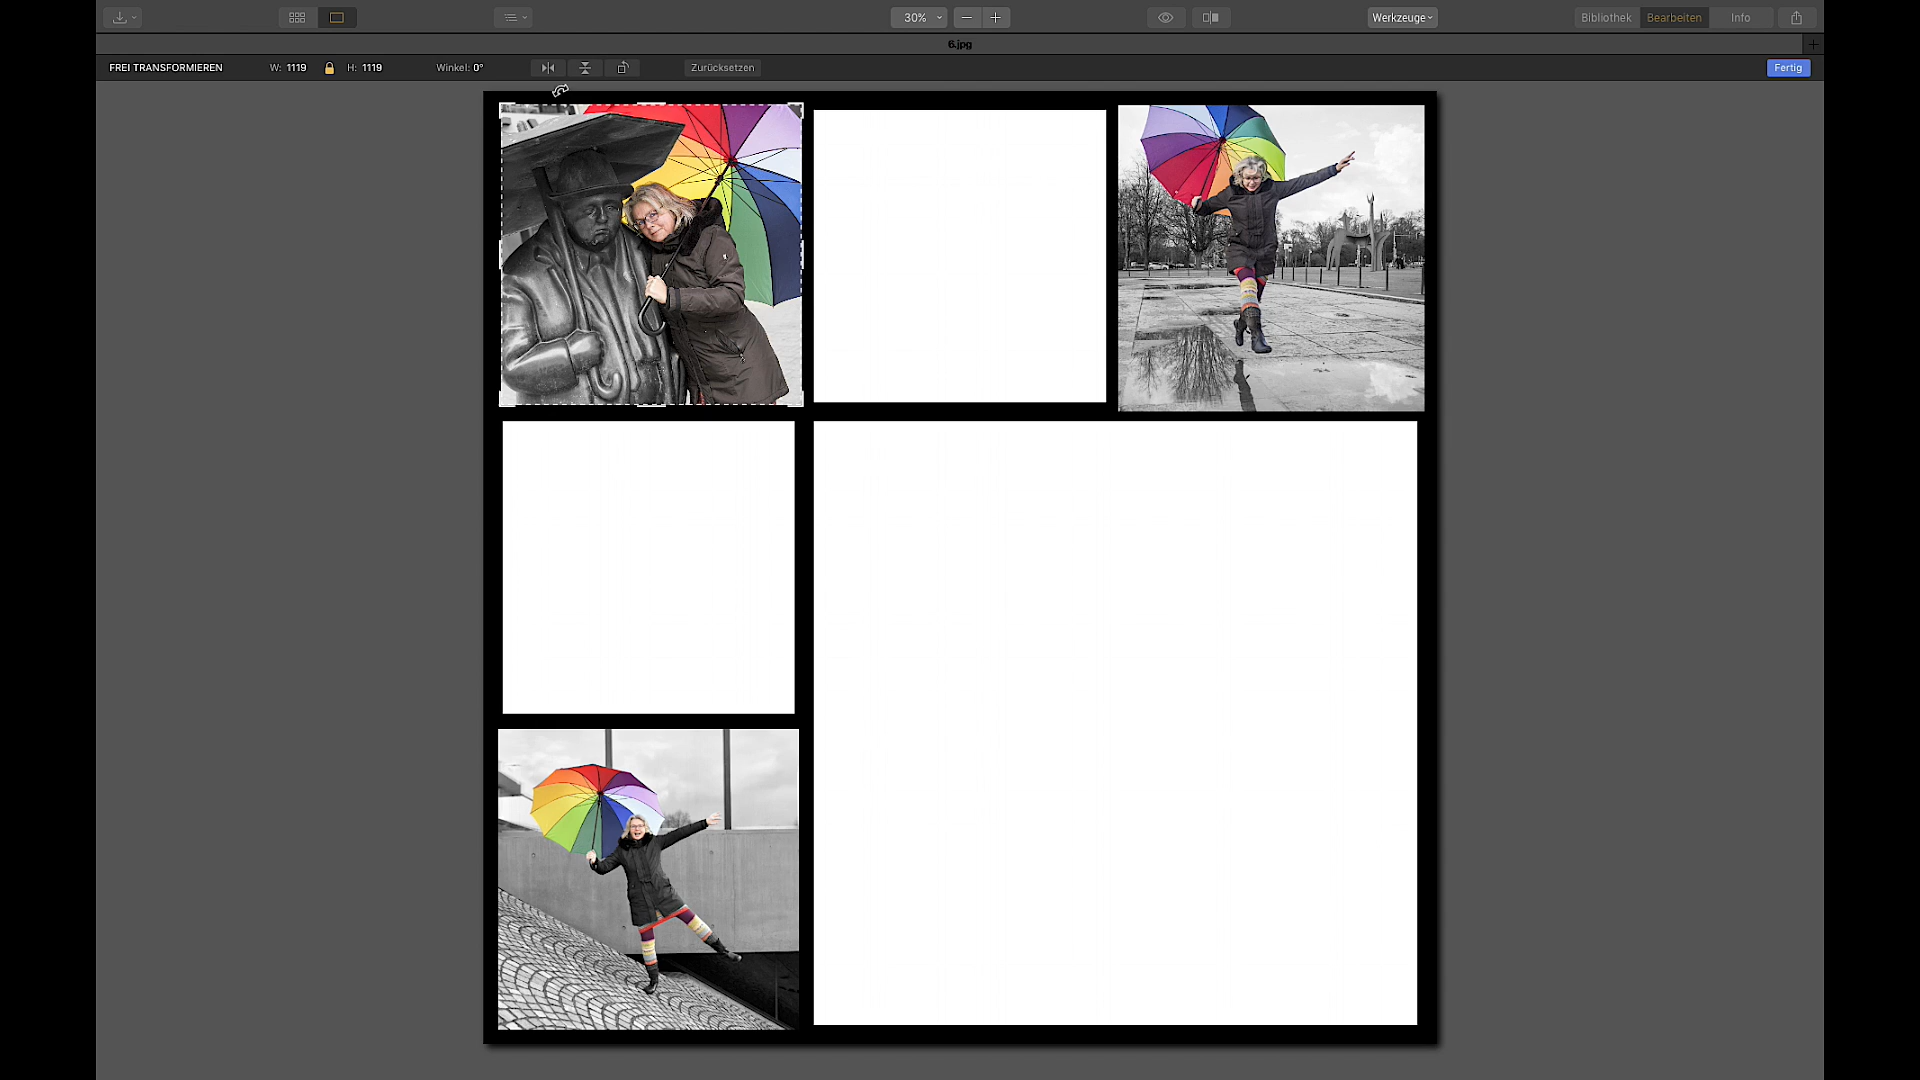 30%
Werkzeuge
Bibliothek
Bearbeiten
Info
6.jpg
FREI TRANSFORMIEREN
W: 1119
H: 1119
Winkel: 0°
Zurücksetzen
Fertig